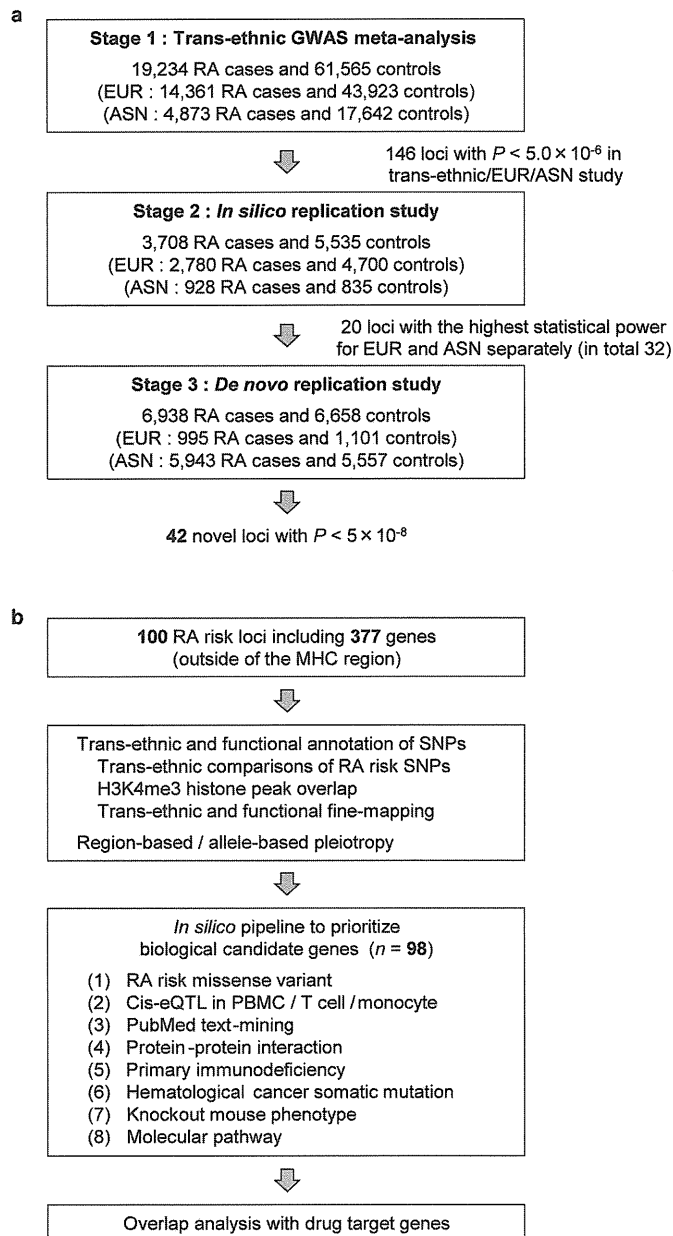 a
Stage 1 : Trans-ethnic GWAS meta-analysis
19,234 RA cases and 61,565 controls
(EUR : 14,361 RA cases and 43,923 controls)
(ASN : 4,873 RA cases and 17,642 controls)
146 loci with P < 5.0 × 10⁻⁶ in
trans-ethnic/EUR/ASN study
Stage 2 : In silico replication study
3,708 RA cases and 5,535 controls
(EUR : 2,780 RA cases and 4,700 controls)
(ASN : 928 RA cases and 835 controls)
20 loci with the highest statistical power
for EUR and ASN separately (in total 32)
Stage 3 : De novo replication study
6,938 RA cases and 6,658 controls
(EUR : 995 RA cases and 1,101 controls)
(ASN : 5,943 RA cases and 5,557 controls)
42 novel loci with P < 5 × 10⁻⁸
b
100 RA risk loci including 377 genes
(outside of the MHC region)
Trans-ethnic and functional annotation of SNPs
Trans-ethnic comparisons of RA risk SNPs
H3K4me3 histone peak overlap
Trans-ethnic and functional fine-mapping
Region-based / allele-based pleiotropy
In silico pipeline to prioritize
biological candidate genes (n = 98)
(1) RA risk missense variant
(2) Cis-eQTL in PBMC / T cell / monocyte
(3) PubMed text-mining
(4) Protein-protein interaction
(5) Primary immunodeficiency
(6) Hematological cancer somatic mutation
(7) Knockout mouse phenotype
(8) Molecular pathway
Overlap analysis with drug target genes